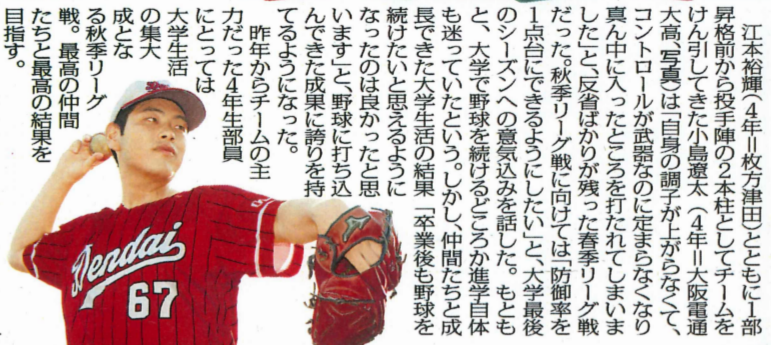 江本裕輝(4年=枚方津田)とともに1部
昇格前から投手陣の2本柱としてチームを
けん引してきた小島遼太(4年=大阪電通
大高、写真)は「自身の調子が上がらなくて、
コントロールが武器なのに定まらなくなり
真ん中に入ったところを打たれてしまいま
した」と、反省ばかりが残った春季リーグ戦
だった。秋季リーグ戦に向けては「防御率を
1点台にできるようにしたい」と、大学最後
のシーズンへの意気込みを話した。もとも
と、大学で野球を続けるどころか進学自体
も迷っていたという。しかし、仲間たちと成
長できた大学生活の結果「卒業後も野球を
続けたいと思えるように
なったのは良かったと思
います」と、野球に打ち込
んできた成果に誇りを持
てるようになった。
昨年からチームの主
力だった4年生部員
にとっては
大学生活
の集大
成とな
る秋季リーグ
戦。最高の仲間
たちと最高の結果を
目指す。
Dendai
67